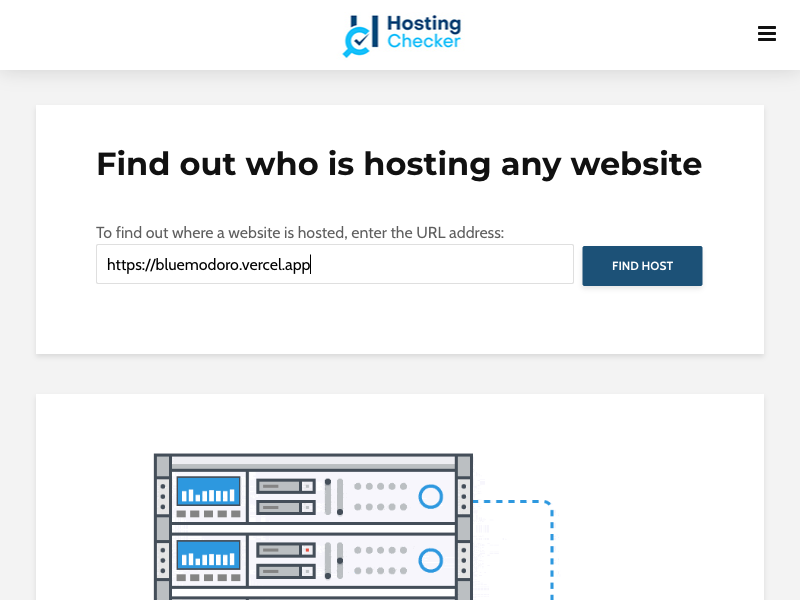 Hosting
Checker
Find out who is hosting any website
To find out where a website is hosted, enter the URL address:
https://bluemodoro.vercel.app
FIND HOST